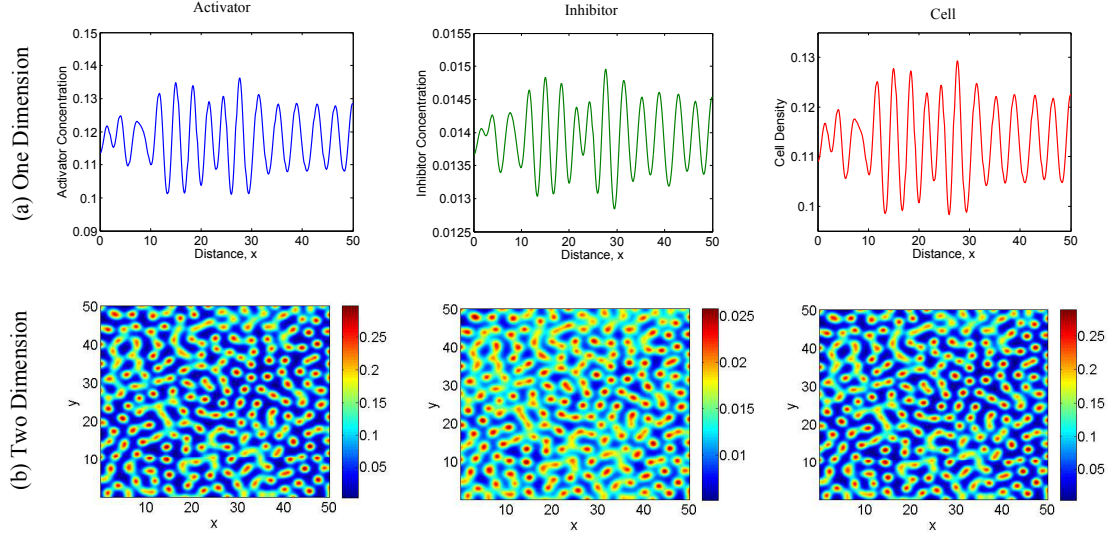 Activator
Inhibitor
Cell
(a) One Dimension
0.15
0.14
0.13
0.12
0.11
0.1
0.09
Activator Concentration
0 10 20 30 40 50
Distance, x
0.0155
0.015
0.0145
0.014
0.0135
0.013
0.0125
Inhibitor Concentration
0 10 20 30 40 50
Distance, x
0.13
0.12
0.11
0.1
Cell Density
0 10 20 30 40 50
Distance, x
(b) Two Dimension
50
40
30
20
10
y
10 20 30 40 50
x
0.25
0.2
0.15
0.1
0.05
50
40
30
20
10
y
10 20 30 40 50
x
0.025
0.02
0.015
0.01
50
40
30
20
10
y
10 20 30 40 50
x
0.25
0.2
0.15
0.1
0.05